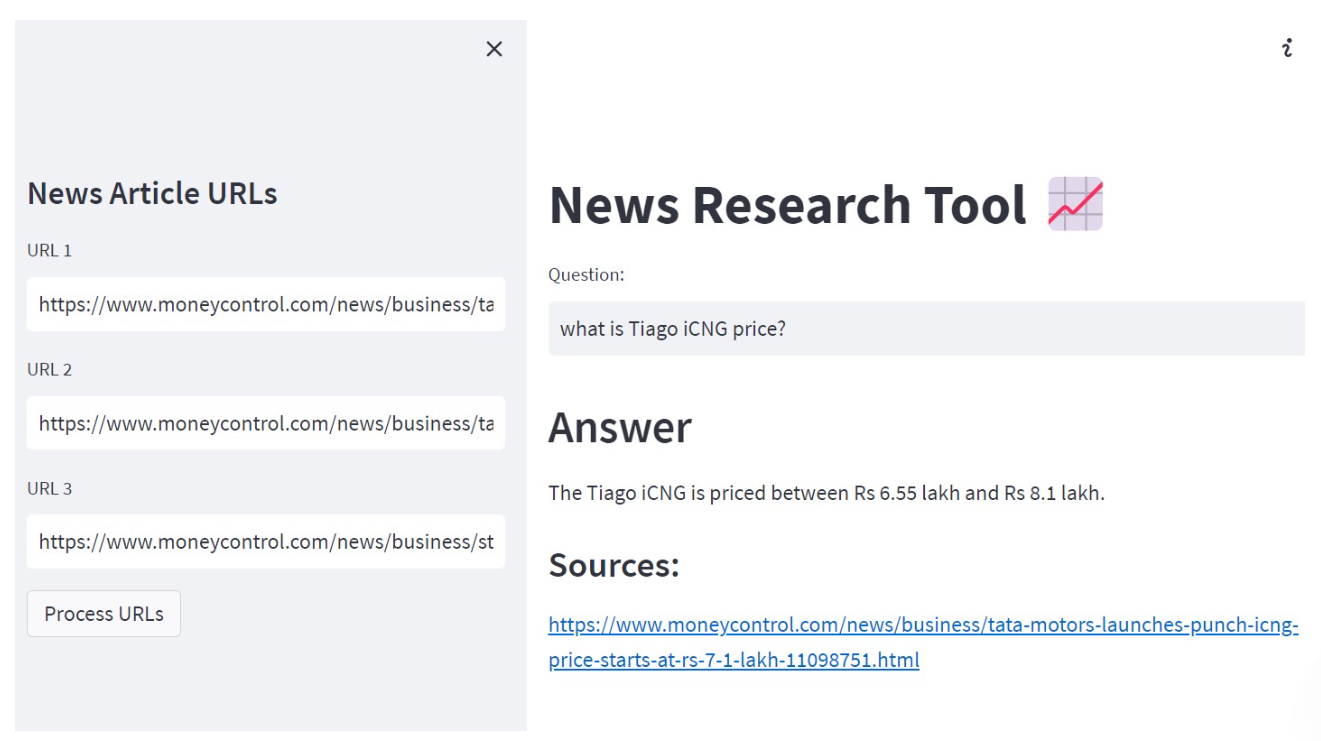 News Article URLs
URL 1
https://www.moneycontrol.com/news/business/ta
URL 2
https://www.moneycontrol.com/news/business/ta
URL 3
https://www.moneycontrol.com/news/business/st
Process URLs
News Research Tool
Question:
what is Tiago iCNG price?
Answer
The Tiago iCNG is priced between Rs 6.55 lakh and Rs 8.1 lakh.
Sources:
https://www.moneycontrol.com/news/business/tata-motors-launches-punch-icng-
price-starts-at-rs-7-1-lakh-11098751.html